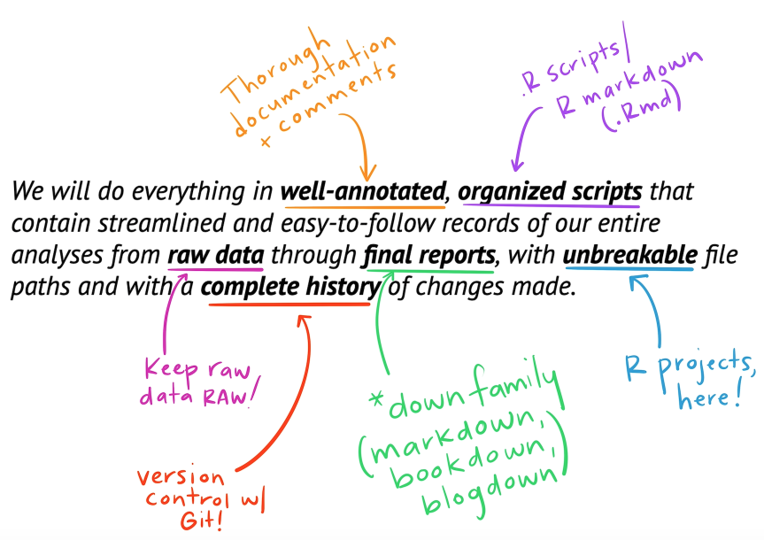 Thorough
documentation
+ comments
.R scripts/
R markdown
(.Rmd)
We will do everything in well-annotated, organized scripts that
contain streamlined and easy-to-follow records of our entire
analyses from raw data through final reports, with unbreakable file
paths and with a complete history of changes made.
Keep raw
data RAW!
*down family
(markdown,
bookdown,
blogdown)
R projects,
here!
version
control w/
Git!